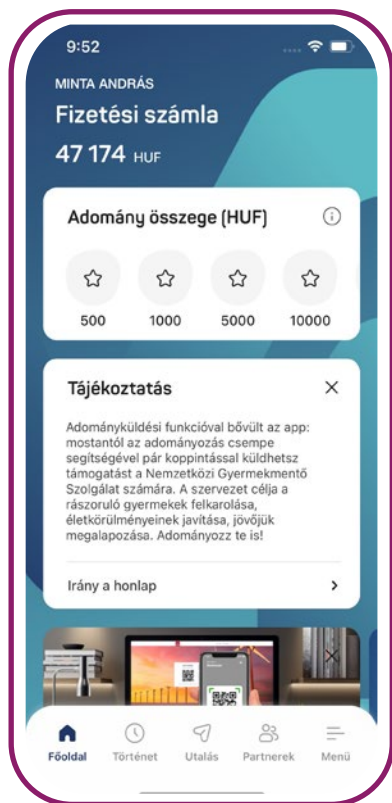 9:52
MINTA ANDRÁS
Fizetési számla
47 174 HUF
Adomány összege (HUF)
500 1000 5000 10000
Tájékoztatás
Adományküldési funkcióval bővült az app:
mostantól az adományozás csempe
segítségével pár koppintással küldhetsz
támogatást a Nemzetközi Gyermekmentő
Szolgálat számára. A szervezet célja a
rászoruló gyermekek felkarolása,
életkörülményeinek javítása, jövőjük
megalapozása. Adományozz te is!
Irány a honlap
Főoldal Történet Utalás Partnerek Menü